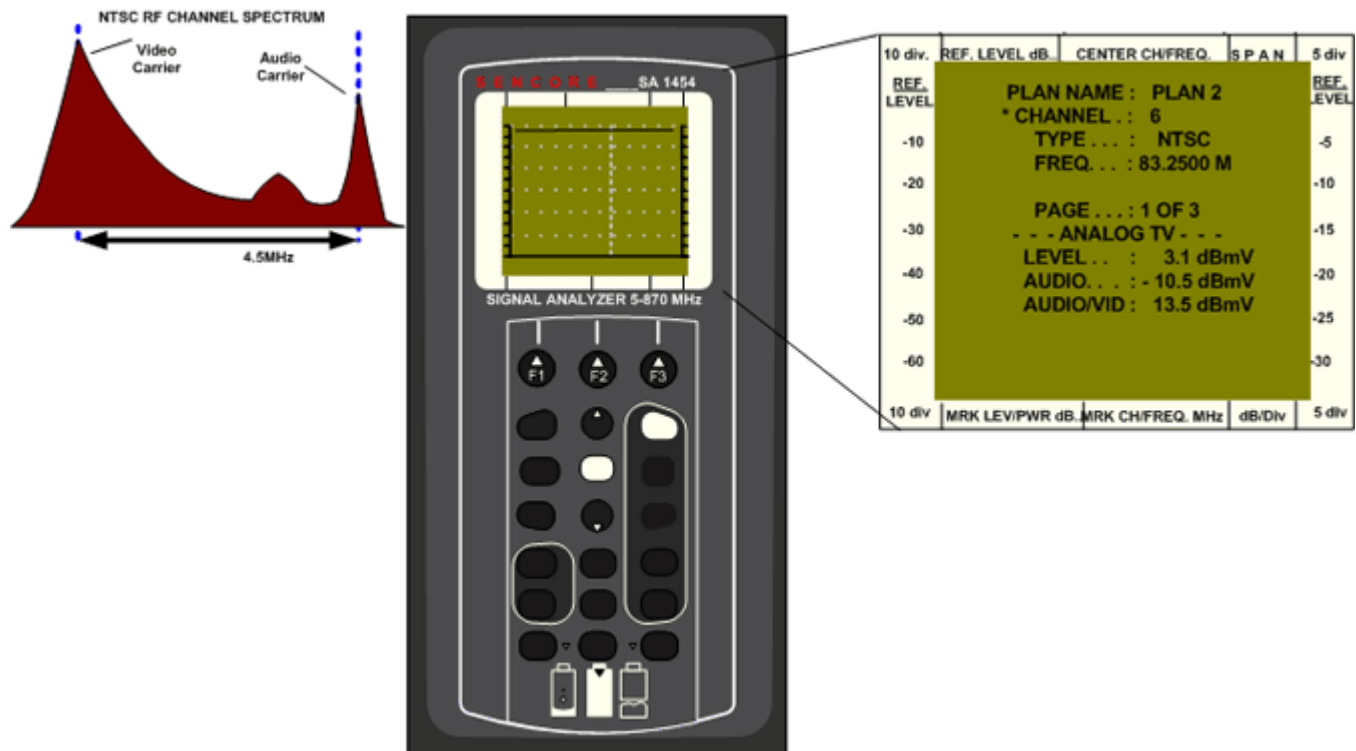 NTSC RF CHANNEL SPECTRUM
Video
Carrier
Audio
Carrier
4.5MHz
SENCORE ___SA 1454
SIGNAL ANALYZER 5-870 MHz
F1 F2 F3
10 div. REF. LEVEL dB.. CENTER CH/FREQ. SPAN 5 div
REF.
LEVEL
-10
-20
-30
-40
-50
-60
PLAN NAME : PLAN 2
* CHANNEL . : 6
TYPE . . . : NTSC
FREQ. . . : 83.2500 M
PAGE . . . : 1 OF 3
- - - ANALOG TV - - -
LEVEL . . : 3.1 dBmV
AUDIO. . . : - 10.5 dBmV
AUDIO/VID : 13.5 dBmV
REF.
LEVEL
-5
-10
-15
-20
-25
-30
10 div MRK LEV/PWR dB.. MRK CH/FREQ. MHz dB/Div 5 div